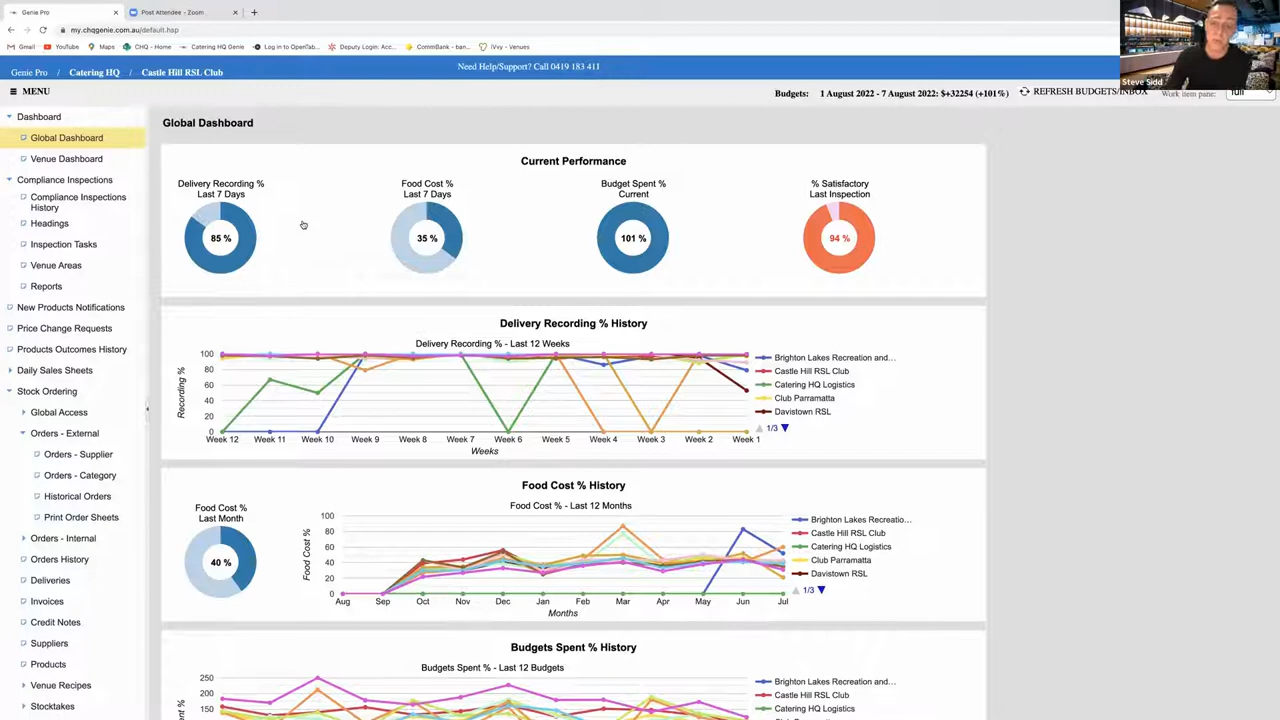 Genie Pro
Post Attendee - Zoom
my.chqgenie.com.au/default.hap
Gmail
YouTube
Maps
CHQ - Home
Catering HQ Genie
Log in to OpenTab...
Deputy Login: Acc...
CommBank - ban...
iVvy - Venues
Genie Pro / Catering HQ / Castle Hill RSL Club
Need Help/Support? Call 0419 183 411
Steve Sidd
MENU
Budgets: 1 August 2022 - 7 August 2022: $+32254 (+101%)
REFRESH BUDGETS/INBOX
Work item pane:
full
Dashboard
Global Dashboard
Venue Dashboard
Compliance Inspections
Compliance Inspections
History
Headings
Inspection Tasks
Venue Areas
Reports
New Products Notifications
Price Change Requests
Products Outcomes History
Daily Sales Sheets
Stock Ordering
Global Access
Orders - External
Orders - Supplier
Orders - Category
Historical Orders
Print Order Sheets
Orders - Internal
Orders History
Deliveries
Invoices
Credit Notes
Suppliers
Products
Venue Recipes
Stocktakes
Global Dashboard
Current Performance
Delivery Recording %
Last 7 Days
85 %
Food Cost %
Last 7 Days
35 %
Budget Spent %
Current
101 %
% Satisfactory
Last Inspection
94 %
Delivery Recording % History
Delivery Recording % - Last 12 Weeks
Recording %
100
80
60
40
20
0
Week 12
Week 11
Week 10
Week 9
Week 8
Week 7
Week 6
Week 5
Week 4
Week 3
Week 2
Week 1
Weeks
Brighton Lakes Recreation and...
Castle Hill RSL Club
Catering HQ Logistics
Club Parramatta
Davistown RSL
1/3
Food Cost % History
Food Cost %
Last Month
40 %
Food Cost % - Last 12 Months
Food Cost %
100
80
60
40
20
0
Aug
Sep
Oct
Nov
Dec
Jan
Feb
Mar
Apr
May
Jun
Jul
Months
Brighton Lakes Recreatio...
Castle Hill RSL Club
Catering HQ Logistics
Club Parramatta
Davistown RSL
1/3
Budgets Spent % History
Budgets Spent % - Last 12 Budgets
250
200
150
Brighton Lakes Recreation and...
Castle Hill RSL Club
Catering HQ Logistics